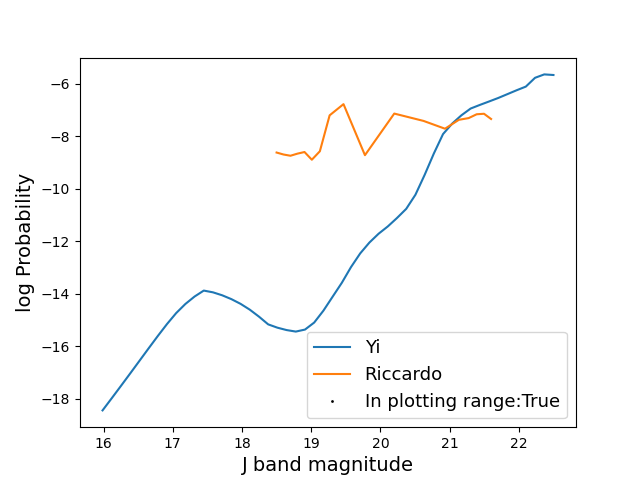 −6
−8
−10
−12
−14
−16
−18
log Probability
16 17 18 19 20 21 22
J band magnitude
Yi
Riccardo
In plotting range:True